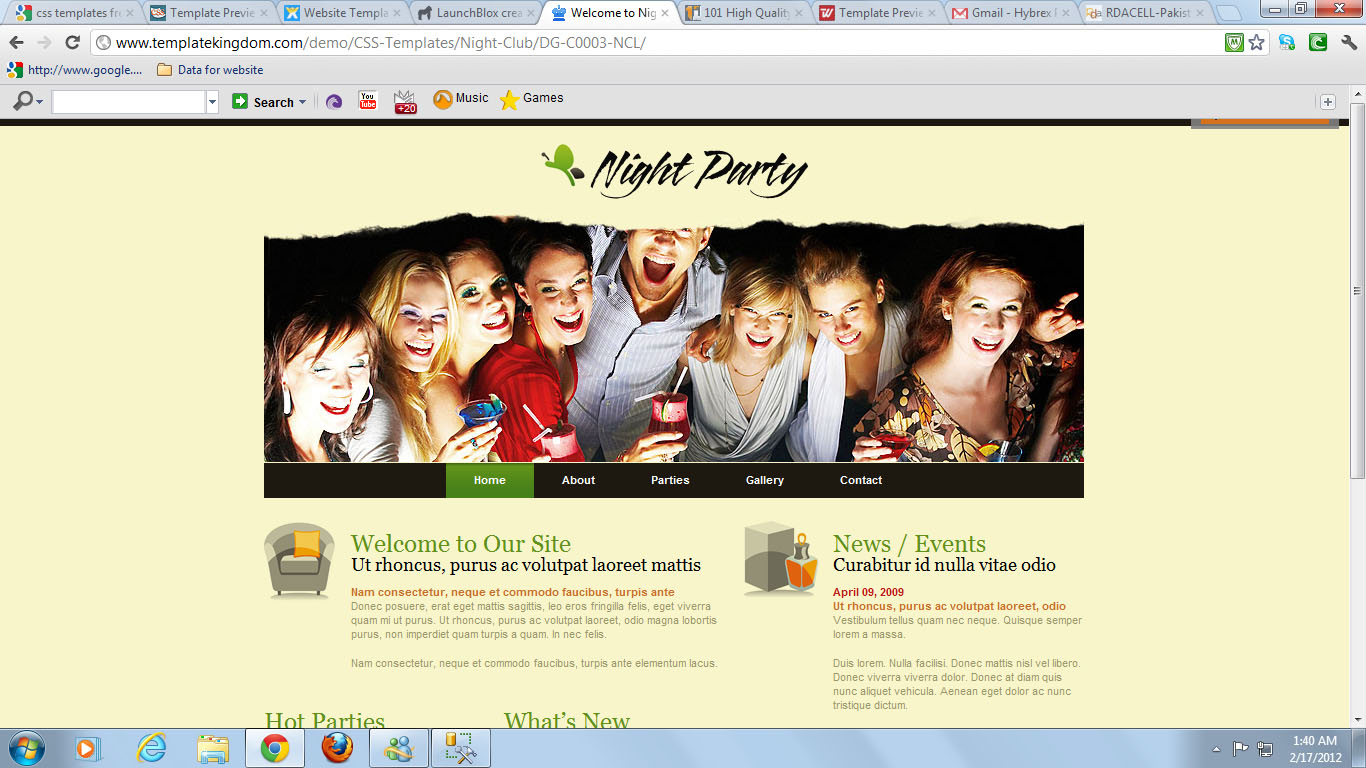 css templates fre
Template Previe
Website Templa
LaunchBlox crea
Welcome to Nig
101 High Quality
Template Previe
Gmail - Hybrex
RDACELL-Pakist
www.templatekingdom.com/demo/CSS-Templates/Night-Club/DG-C0003-NCL/
http://www.google....
Data for website
Search
You Tube
+20
Music
Games
Night Party
Home
About
Parties
Gallery
Contact
Welcome to Our Site
Ut rhoncus, purus ac volutpat laoreet mattis
Nam consectetur, neque et commodo faucibus, turpis ante
Donec posuere, erat eget mattis sagittis, leo eros fringilla felis, eget viverra
quam mi ut purus. Ut rhoncus, purus ac volutpat laoreet, odio magna lobortis
purus, non imperdiet quam turpis a quam. In nec felis.
Nam consectetur, neque et commodo faucibus, turpis ante elementum lacus.
News / Events
Curabitur id nulla vitae odio
April 09, 2009
Ut rhoncus, purus ac volutpat laoreet, odio
Vestibulum tellus quam nec neque. Quisque semper
lorem a massa.
Duis lorem. Nulla facilisi. Donec mattis nisl vel libero.
Donec viverra viverra dolor. Donec at diam quis
nunc aliquet vehicula. Aenean eget dolor ac nunc
tristique dictum.
Hot Parties
What's New
1:40 AM
2/17/2012